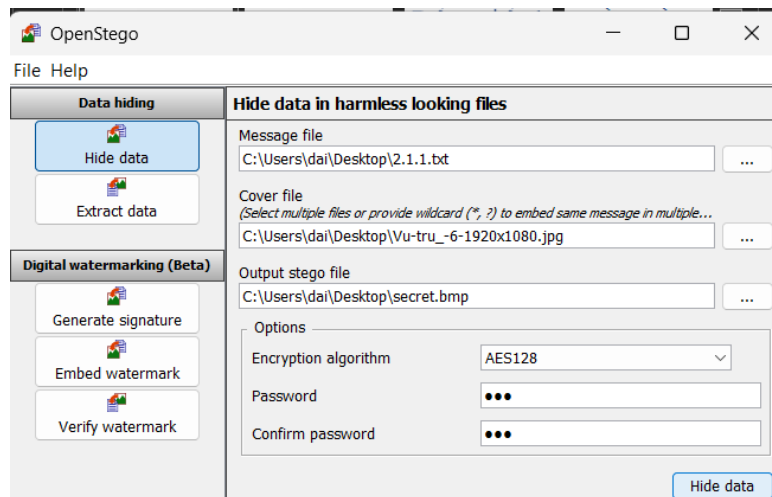 OpenStego
File Help
Data hiding
Hide data
Extract data
Digital watermarking (Beta)
Generate signature
Embed watermark
Verify watermark
Hide data in harmless looking files
Message file
C:\Users\dai\Desktop\2.1.1.txt
...
Cover file
(Select multiple files or provide wildcard (*, ?) to embed same message in multiple...
C:\Users\dai\Desktop\Vu-tru_-6-1920x1080.jpg
...
Output stego file
C:\Users\dai\Desktop\secret.bmp
...
Options
Encryption algorithm
AES128
Password
●●●
Confirm password
●●●
Hide data